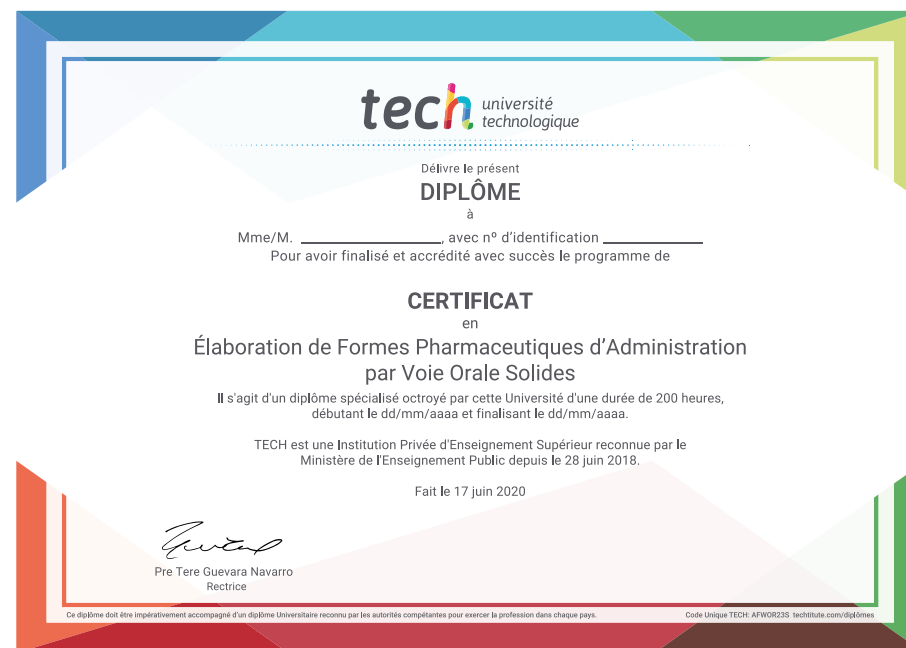 tech université
technologique
Délivre le présent
DIPLÔME
à
Mme/M. ____________________, avec nº d'identification ______________
Pour avoir finalisé et accrédité avec succès le programme de
CERTIFICAT
en
Élaboration de Formes Pharmaceutiques d'Administration
par Voie Orale Solides
Il s'agit d'un diplôme spécialisé octroyé par cette Université d'une durée de 200 heures,
débutant le dd/mm/aaaa et finalisant le dd/mm/aaaa.
TECH est une Institution Privée d'Enseignement Supérieur reconnue par le
Ministère de l'Enseignement Public depuis le 28 juin 2018.
Fait le 17 juin 2020
Pre Tere Guevara Navarro
Rectrice
Ce diplôme doit être impérativement accompagné d'un diplôme Universitaire reconnu par les autorités compétantes pour exercer la profession dans chaque pays.
Code Unique TECH: AFWOR23S techtitute.com/diplômes